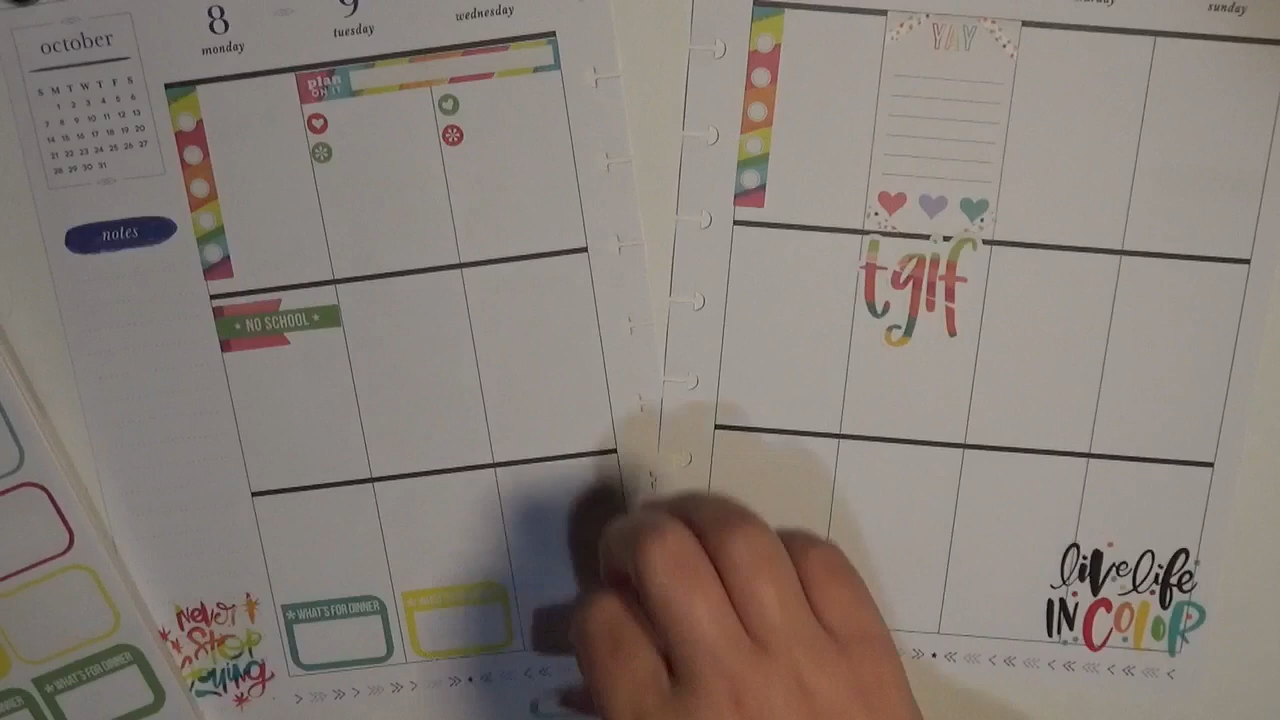 october
S M T W T F S
1 2 3 4 5 6
7 8 9 10 11 12 13
14 15 16 17 18 19 20
21 22 23 24 25 26 27
28 29 30 31
notes
8
monday
9
tuesday
wednesday
sunday
plan
ON IT
YAY
tgif
★ NO SCHOOL ★
never
STOP
*WHAT'S FOR DINNER
live life
IN COLOR
*WHAT'S FOR DINNER
DINNER